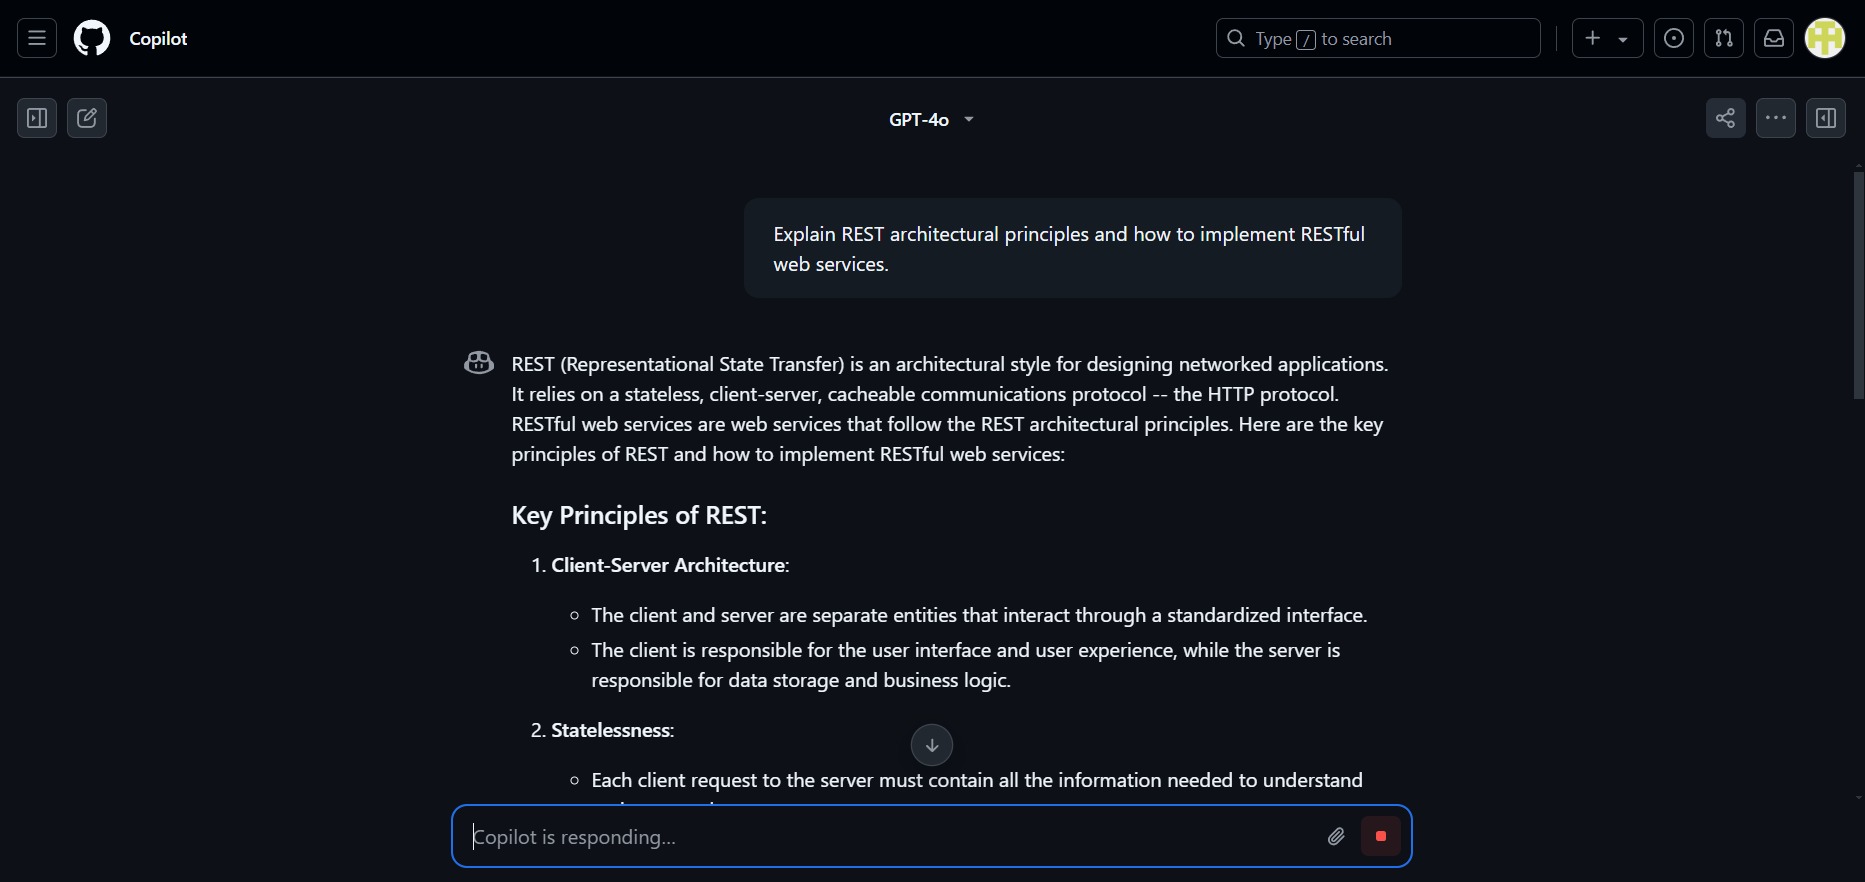 Copilot
Type / to search
GPT-4o
Explain REST architectural principles and how to implement RESTful
web services.
REST (Representational State Transfer) is an architectural style for designing networked applications.
It relies on a stateless, client-server, cacheable communications protocol -- the HTTP protocol.
RESTful web services are web services that follow the REST architectural principles. Here are the key
principles of REST and how to implement RESTful web services:
Key Principles of REST:
1. Client-Server Architecture:
The client and server are separate entities that interact through a standardized interface.
The client is responsible for the user interface and user experience, while the server is
responsible for data storage and business logic.
2. Statelessness:
Each client request to the server must contain all the information needed to understand
Copilot is responding...